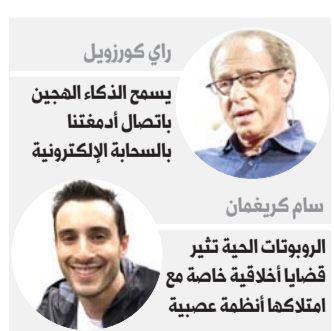 راي كورزويل
يسمح الذكاء الهجين
باتصال أدمغتنا
بالسحابة الإلكترونية
سام كريغمان
الروبوتات الحية تثير
قضايا أخلاقية خاصة مع
امتلاكها أنظمة عصبية